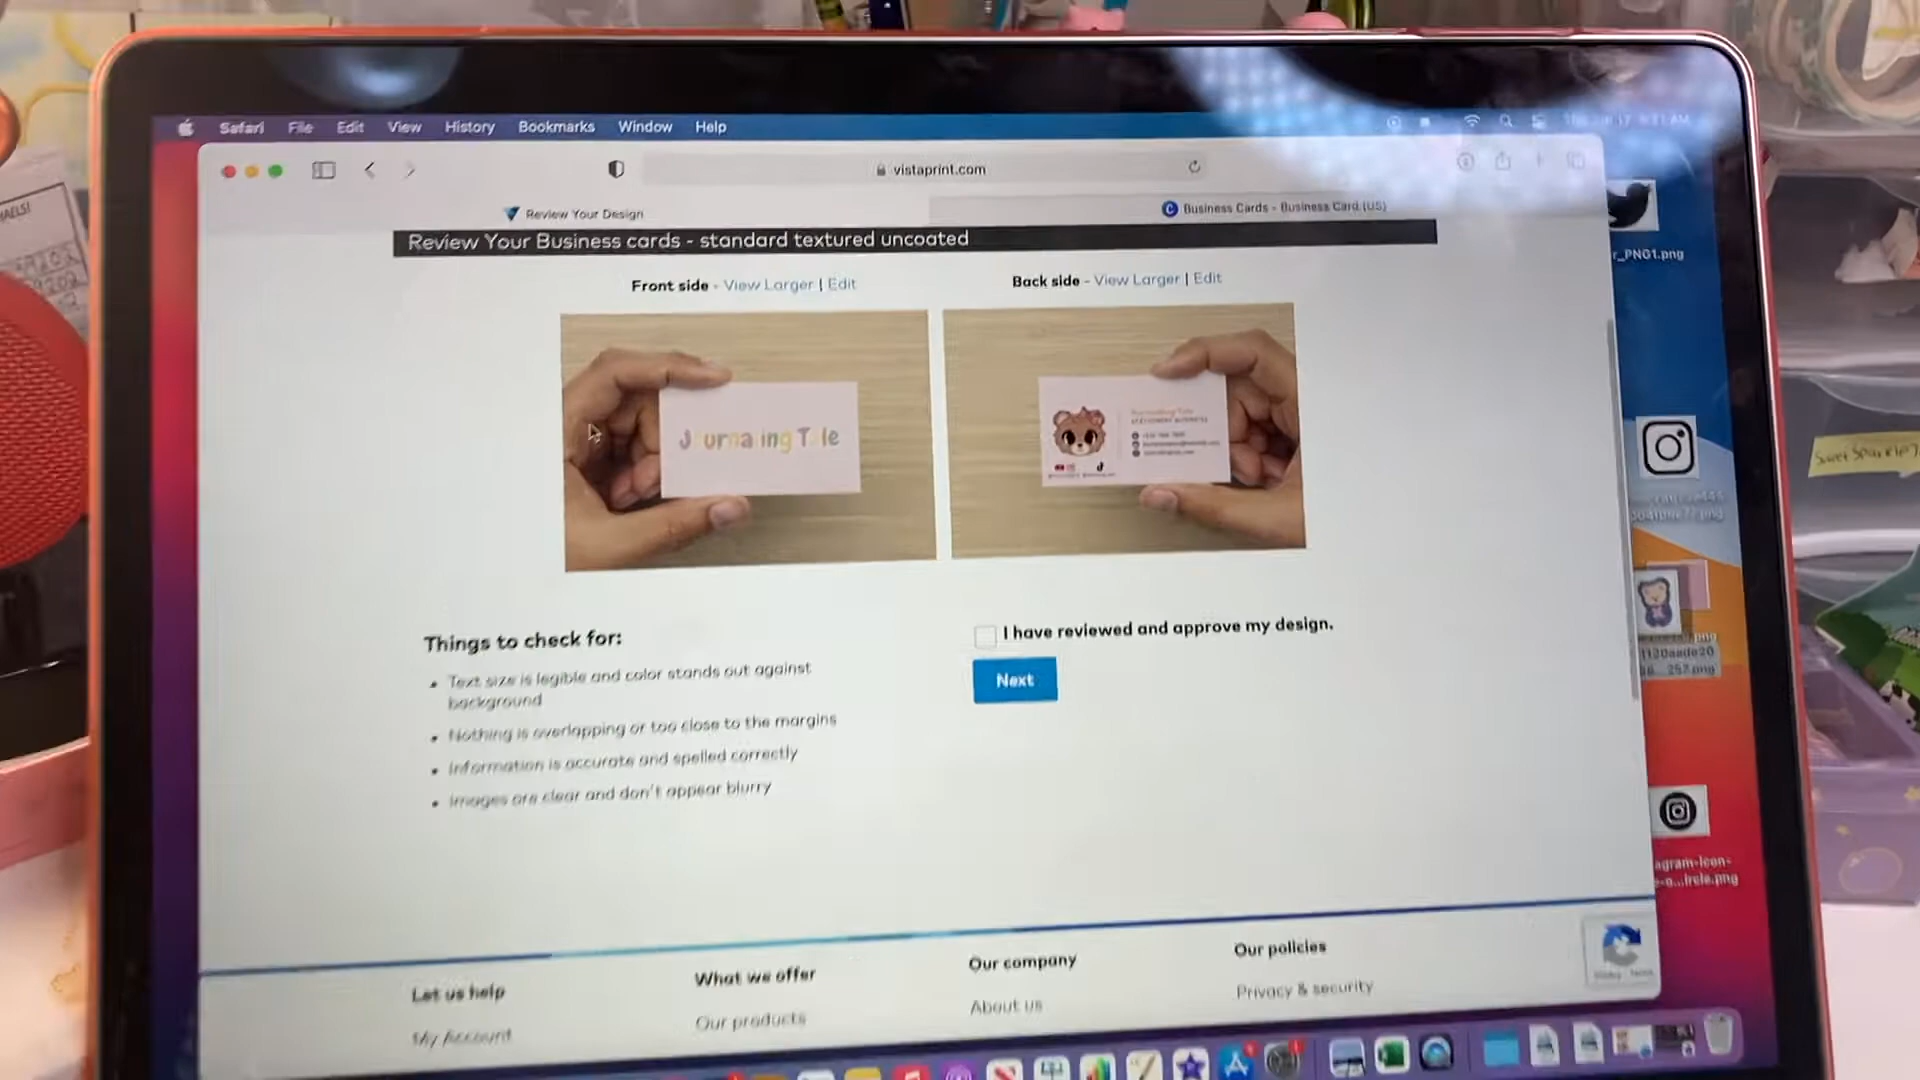 Safari File Edit View History Bookmarks Window Help
vistaprint.com
Review Your Design
Business Cards - Business Card (US)
Review Your Business cards - standard textured uncoated
Front side - View Larger | Edit
Back side - View Larger | Edit
r_PNG1.png
Things to check for:
Text size is legible and color stands out against
background
Nothing is overlapping or too close to the margins
Information is accurate and spelled correctly
Images are clear and don't appear blurry
I have reviewed and approve my design.
Next
Let us help
What we offer
Our company
Our policies
My Account
Our products
About us
Privacy & security